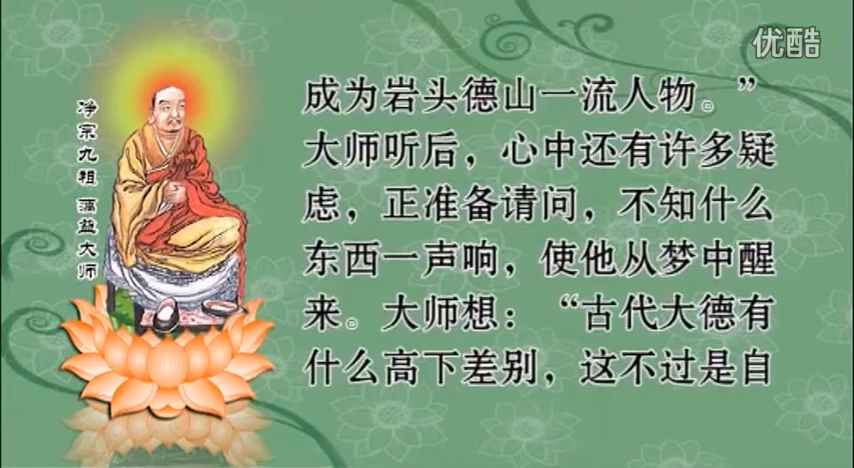 优酷
净宗九祖 蕅益大师
成为岩头德山一流人物。”
大师听后，心中还有许多疑
虑，正准备请问，不知什么
东西一声响，使他从梦中醒
来。大师想：“古代大德有
什么高下差别，这不过是自